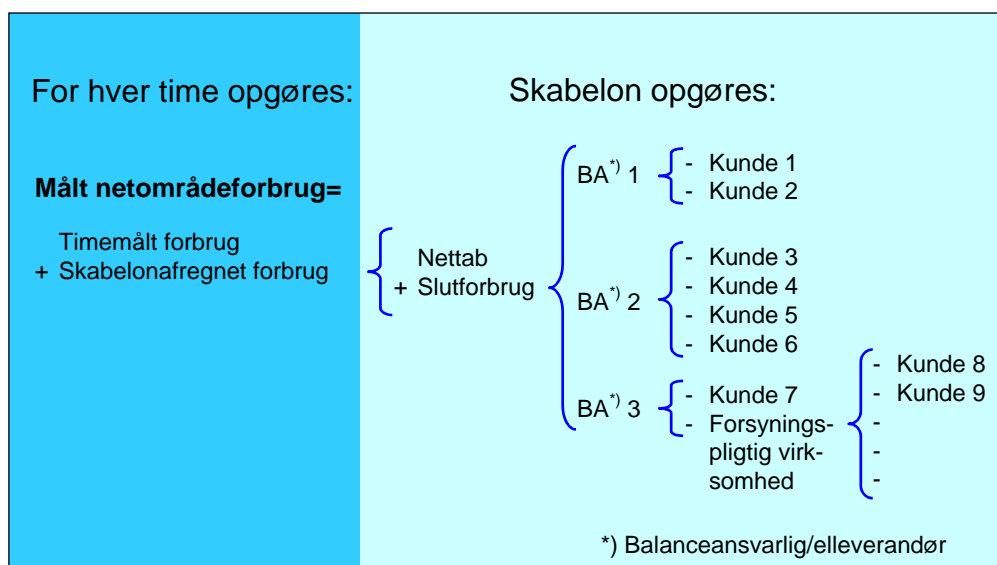 For hver time opgøres:
Målt netområdeforbrug=
Timemålt forbrug
+ Skabelonafregnet forbrug
Skabelon opgøres:
Nettab
+ Slutforbrug
BA*) 1
- Kunde 1
- Kunde 2
BA*) 2
- Kunde 3
- Kunde 4
- Kunde 5
- Kunde 6
BA*) 3
- Kunde 7
- Forsynings-
pligtig virk-
somhed
- Kunde 8
- Kunde 9
-
-
-
*) Balanceansvarlig/elleverandør